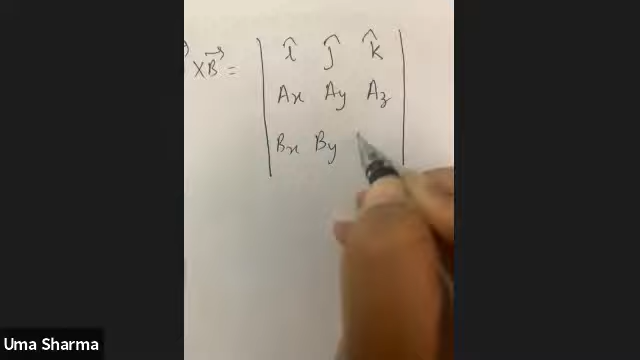 î ĵ k̂
×B⃗ =
Ax Ay Az
Bx By
Uma Sharma